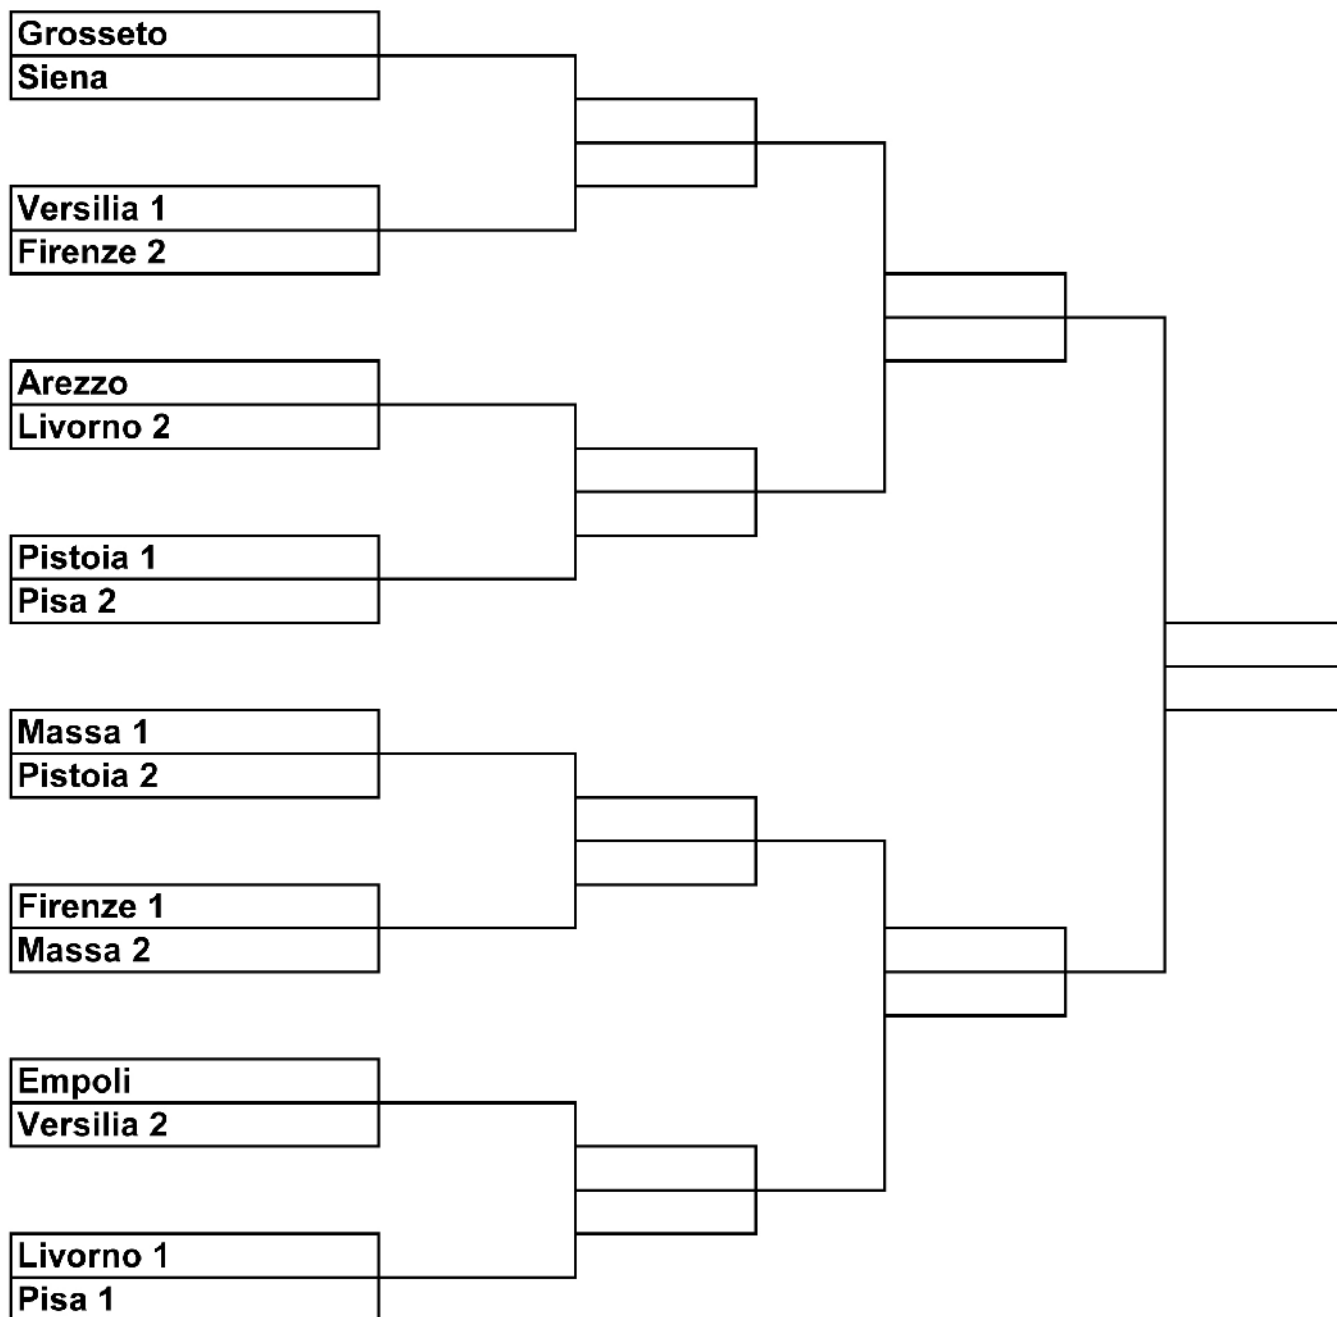 Grosseto
Siena
Versilia 1
Firenze 2
Arezzo
Livorno 2
Pistoia 1
Pisa 2
Massa 1
Pistoia 2
Firenze 1
Massa 2
Empoli
Versilia 2
Livorno 1
Pisa 1